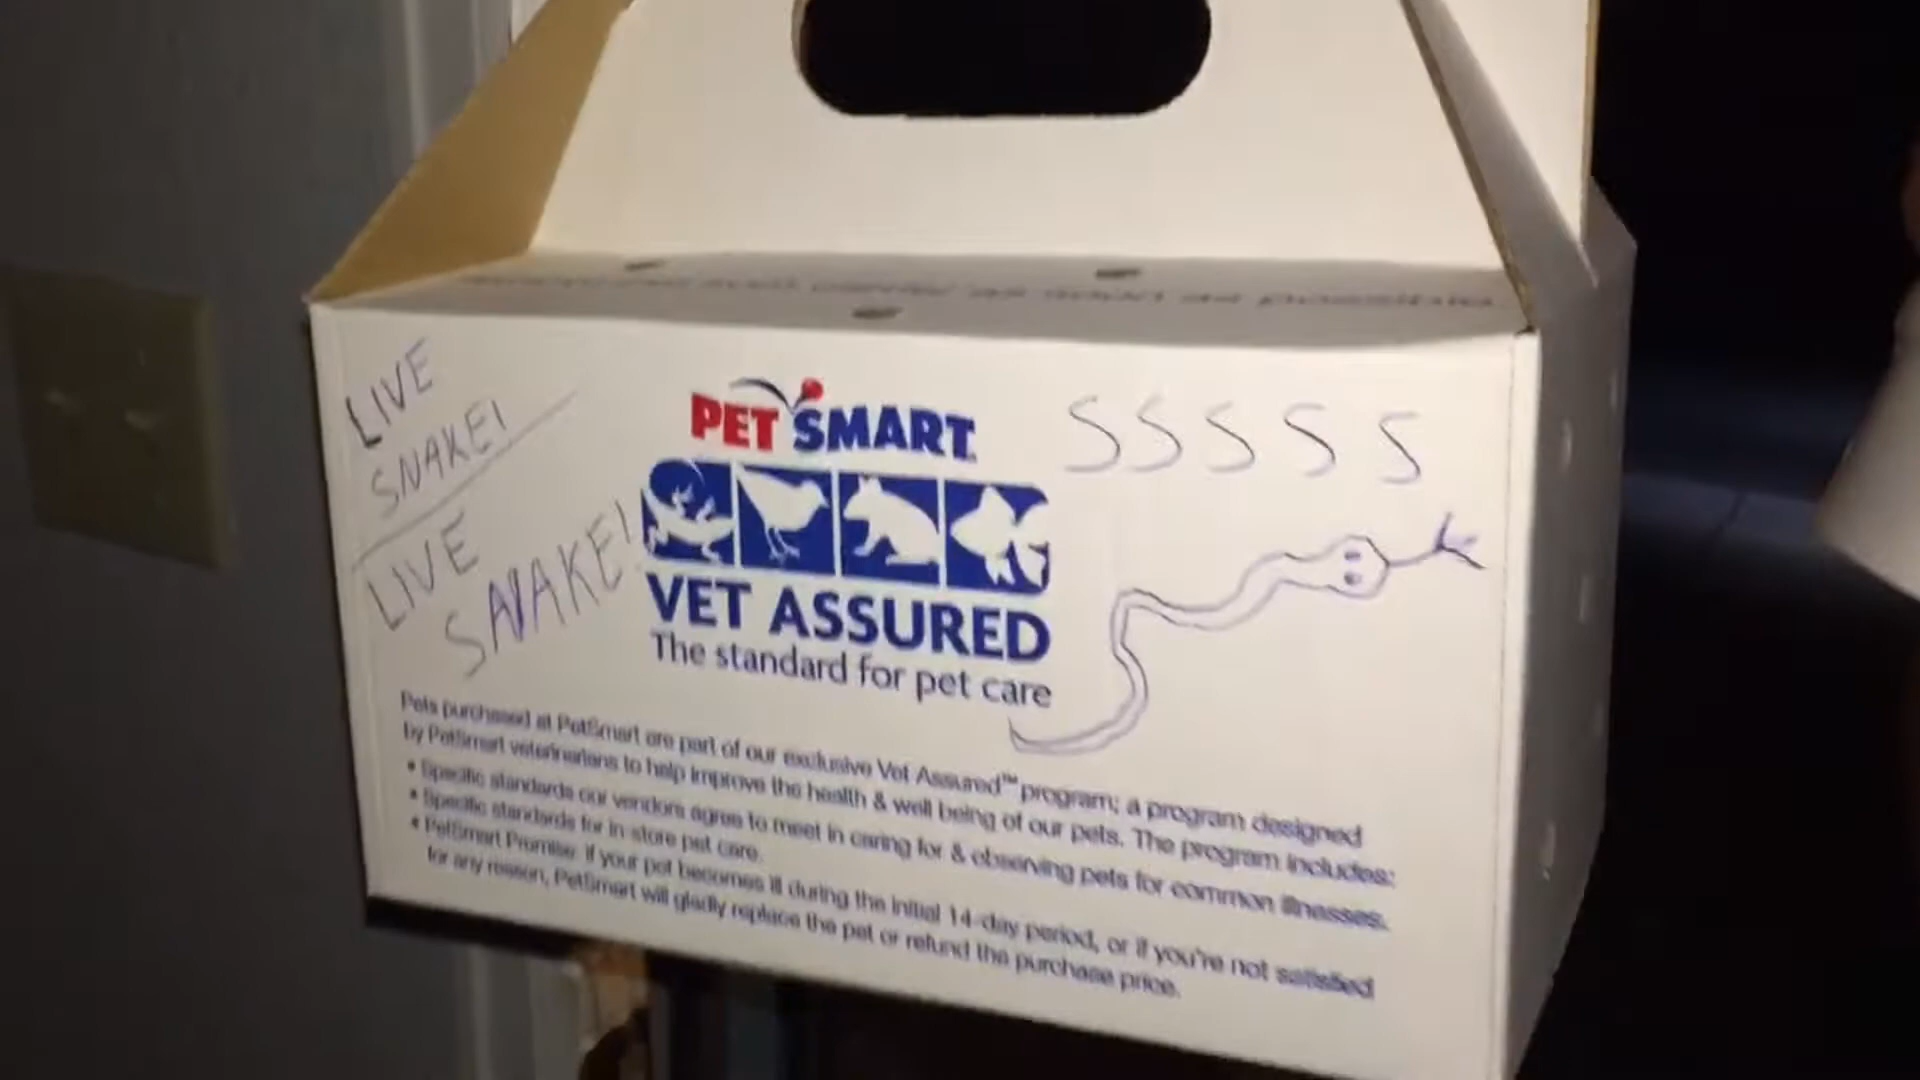 LIVE
SNAKE!
LIVE
SNAKE!
PETSMART
SSSSS
VET ASSURED
The standard for pet care
Pets purchased at PetSmart are part of our exclusive Vet Assured™ program; a program designed
by PetSmart veterinarians to help improve the health & well being of our pets. The program includes:
• Specific standards our vendors agree to meet in caring for & observing pets for common illnesses.
• Specific standards for in-store pet care.
• PetSmart Promise: If your pet becomes ill during the initial 14-day period, or if you're not satisfied
for any reason, PetSmart will gladly replace the pet or refund the purchase price.